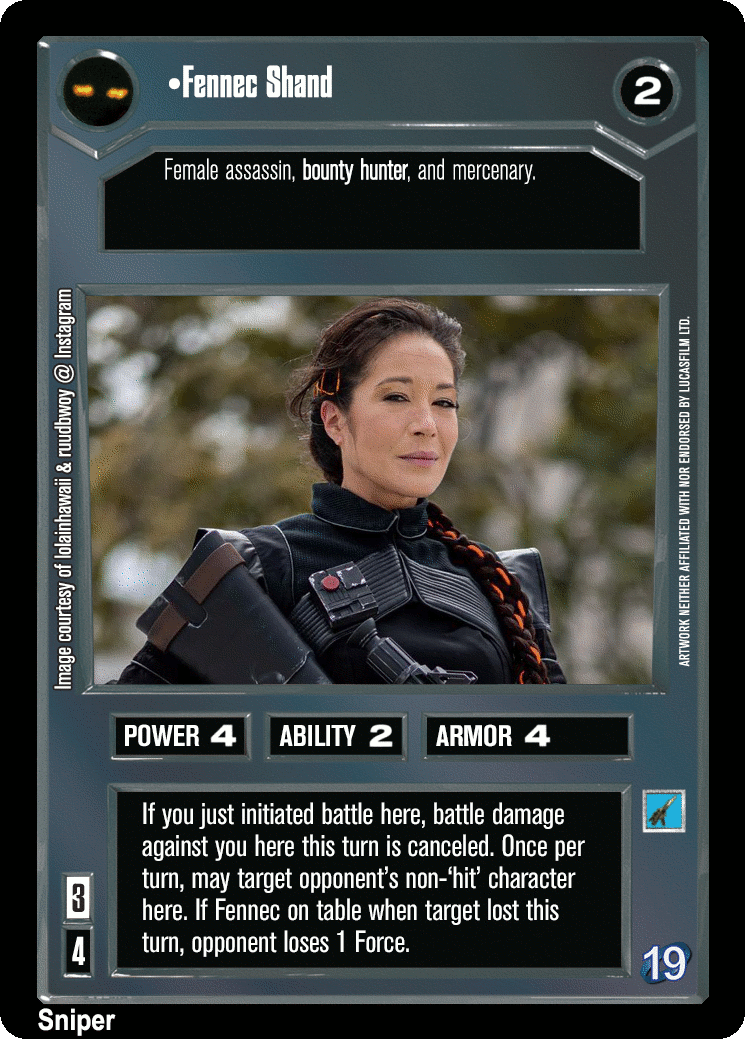 •Fennec Shand
2
Female assassin, bounty hunter, and mercenary.
Image courtesy of lolainhawaii & ruudbwoy @ Instagram
ARTWORK NEITHER AFFILIATED WITH NOR ENDORSED BY LUCASFILM LTD.
POWER 4
ABILITY 2
ARMOR 4
If you just initiated battle here, battle damage
against you here this turn is canceled. Once per
turn, may target opponent's non-‘hit’ character
here. If Fennec on table when target lost this
turn, opponent loses 1 Force.
3
4
19
Sniper